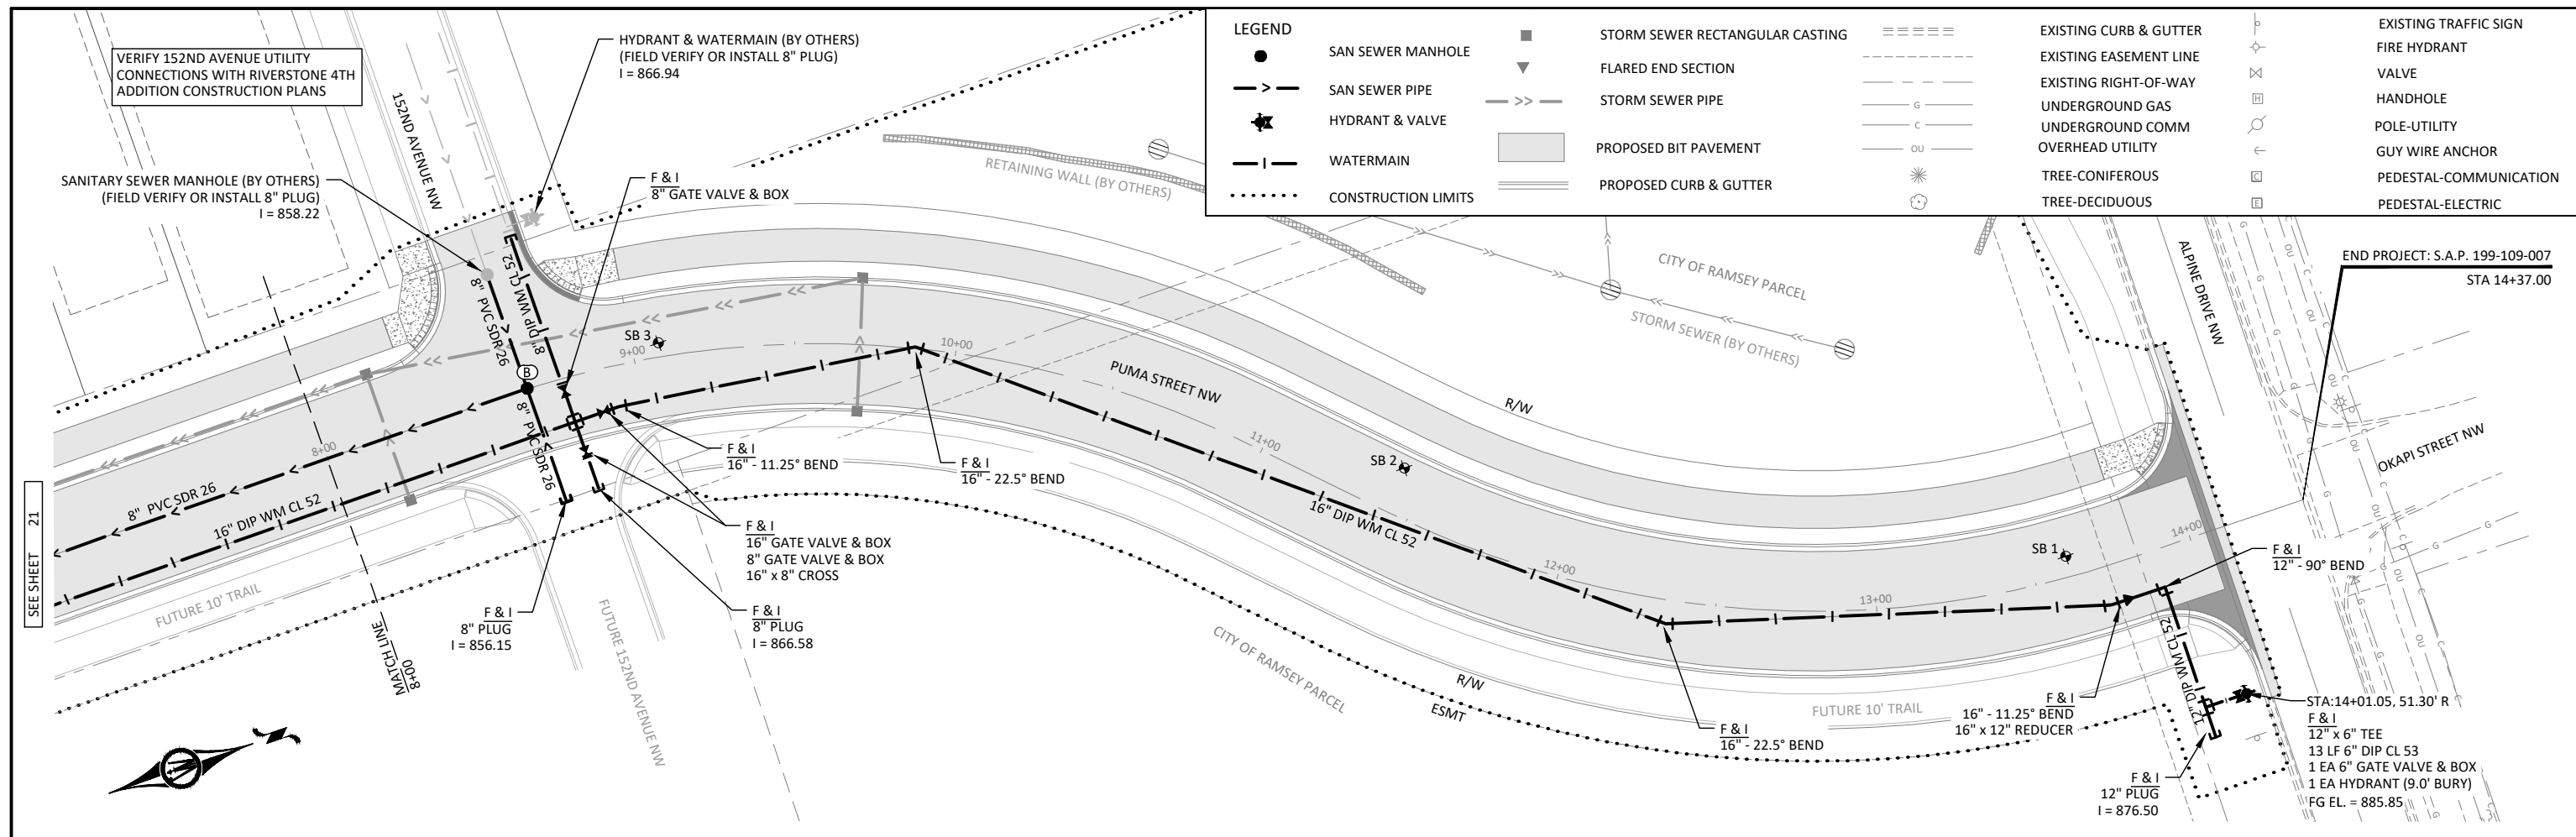 VERIFY 152ND AVENUE UTILITY
CONNECTIONS WITH RIVERSTONE 4TH
ADDITION CONSTRUCTION PLANS
HYDRANT & WATERMAIN (BY OTHERS)
(FIELD VERIFY OR INSTALL 8" PLUG)
I = 866.94
152ND AVENUE NW
SANITARY SEWER MANHOLE (BY OTHERS)
(FIELD VERIFY OR INSTALL 8" PLUG)
I = 858.22
F & I
8" GATE VALVE & BOX
LEGEND
SAN SEWER MANHOLE
SAN SEWER PIPE
HYDRANT & VALVE
WATERMAIN
CONSTRUCTION LIMITS
STORM SEWER RECTANGULAR CASTING
FLARED END SECTION
STORM SEWER PIPE
PROPOSED BIT PAVEMENT
PROPOSED CURB & GUTTER
EXISTING CURB & GUTTER
EXISTING EASEMENT LINE
EXISTING RIGHT-OF-WAY
G
UNDERGROUND GAS
C
UNDERGROUND COMM
OU
OVERHEAD UTILITY
TREE-CONIFEROUS
TREE-DECIDUOUS
EXISTING TRAFFIC SIGN
FIRE HYDRANT
VALVE
H
HANDHOLE
POLE-UTILITY
GUY WIRE ANCHOR
C
PEDESTAL-COMMUNICATION
E
PEDESTAL-ELECTRIC
RETAINING WALL (BY OTHERS)
CITY OF RAMSEY PARCEL
STORM SEWER (BY OTHERS)
ALPINE DRIVE NW
END PROJECT: S.A.P. 199-109-007
STA 14+37.00
OKAPI STREET NW
8" PVC SDR 26
8" DIP WM CL 52
SB 3
9+00
10+00
PUMA STREET NW
R/W
B
8" PVC SDR 26
8+00
11+00
SB 2
12+00
13+00
14+00
SB 1
F & I
16" - 11.25° BEND
F & I
16" - 22.5° BEND
8" PVC SDR 26
16" DIP WM CL 52
16" DIP WM CL 52
SEE SHEET 21
FUTURE 10' TRAIL
MATCH LINE
8+00
F & I
8" PLUG
I = 856.15
F & I
16" GATE VALVE & BOX
8" GATE VALVE & BOX
16" x 8" CROSS
F & I
8" PLUG
I = 866.58
FUTURE 152ND AVENUE NW
CITY OF RAMSEY PARCEL
R/W
ESMT
F & I
16" - 22.5° BEND
FUTURE 10' TRAIL
F & I
16" - 11.25° BEND
16" x 12" REDUCER
F & I
12" - 90° BEND
12" DIP WM CL 52
F & I
12" PLUG
I = 876.50
STA:14+01.05, 51.30' R
F & I
12" x 6" TEE
13 LF 6" DIP CL 53
1 EA 6" GATE VALVE & BOX
1 EA HYDRANT (9.0' BURY)
FG EL. = 885.85